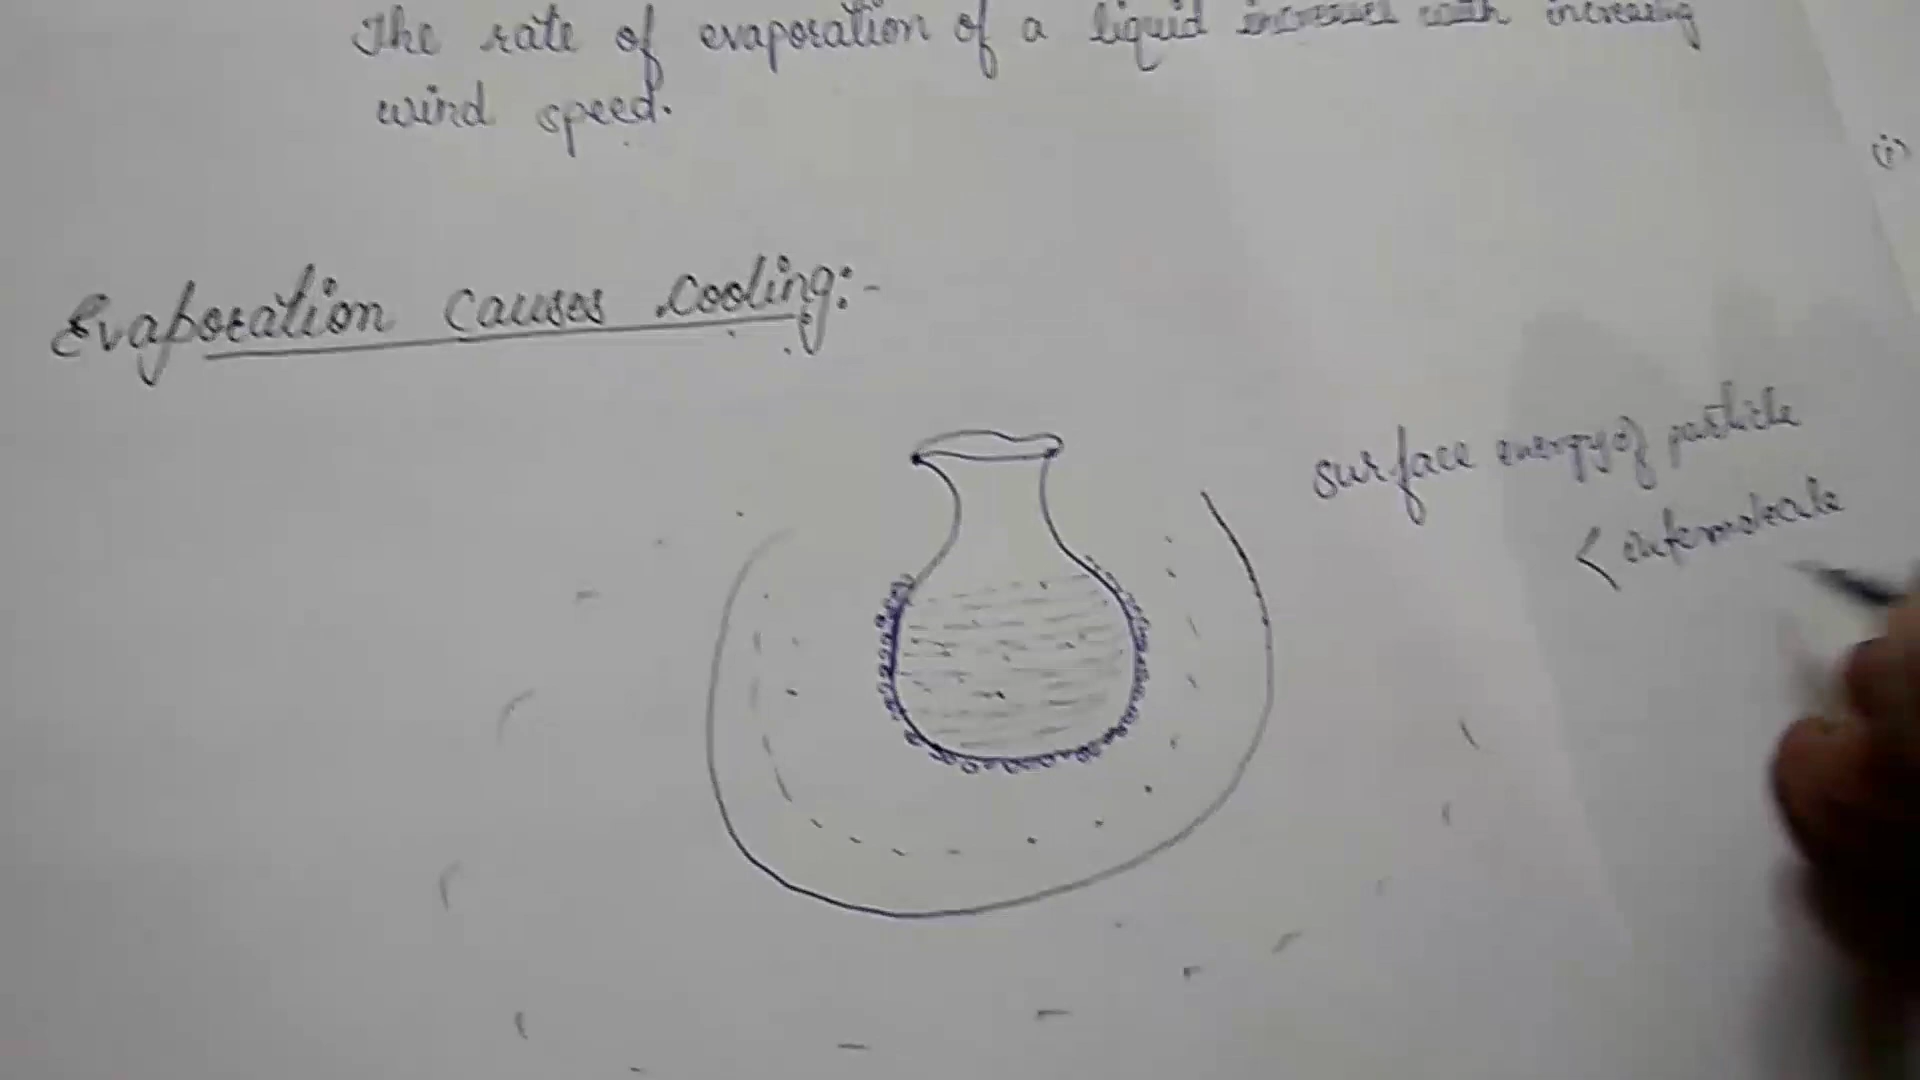 The rate of evaporation of a liquid increases with increasing
wind speed.
(i)
Evaporation causes cooling:-
surface energy of particle
<